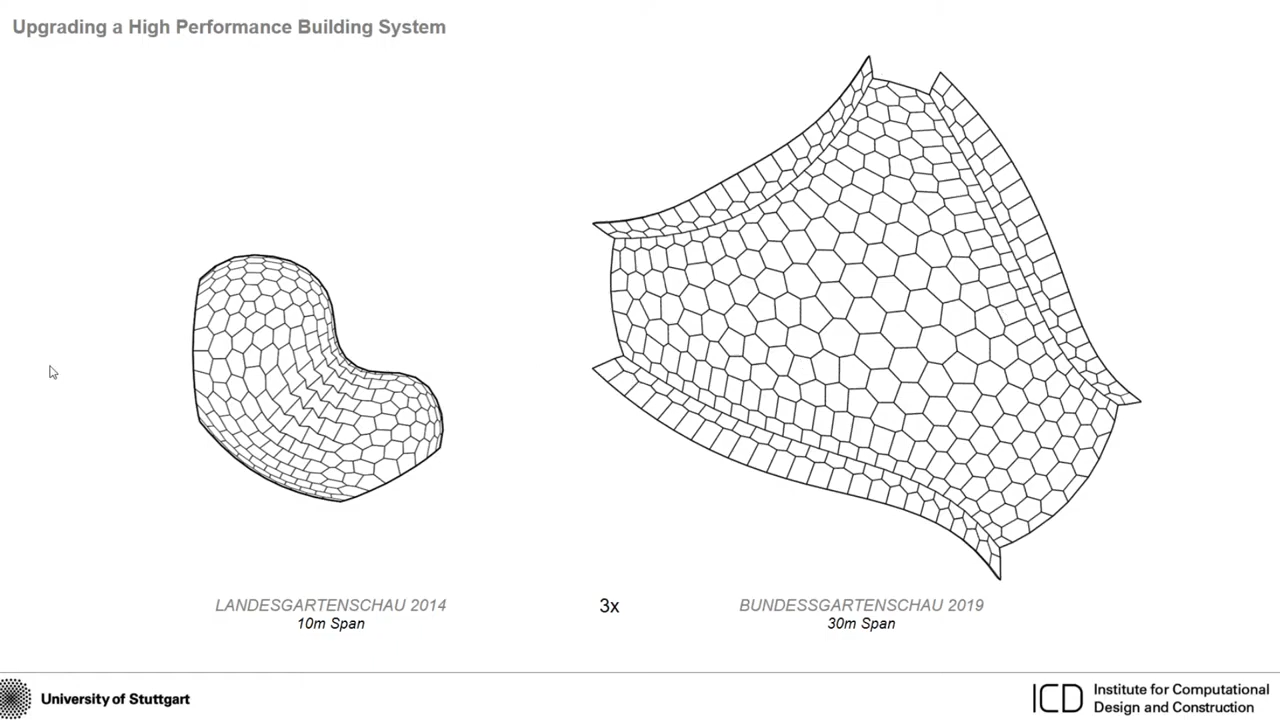 Upgrading a High Performance Building System
LANDESGARTENSCHAU 2014
10m Span
3x
BUNDESSGARTENSCHAU 2019
30m Span
University of Stuttgart
ICD
Institute for Computational
Design and Construction